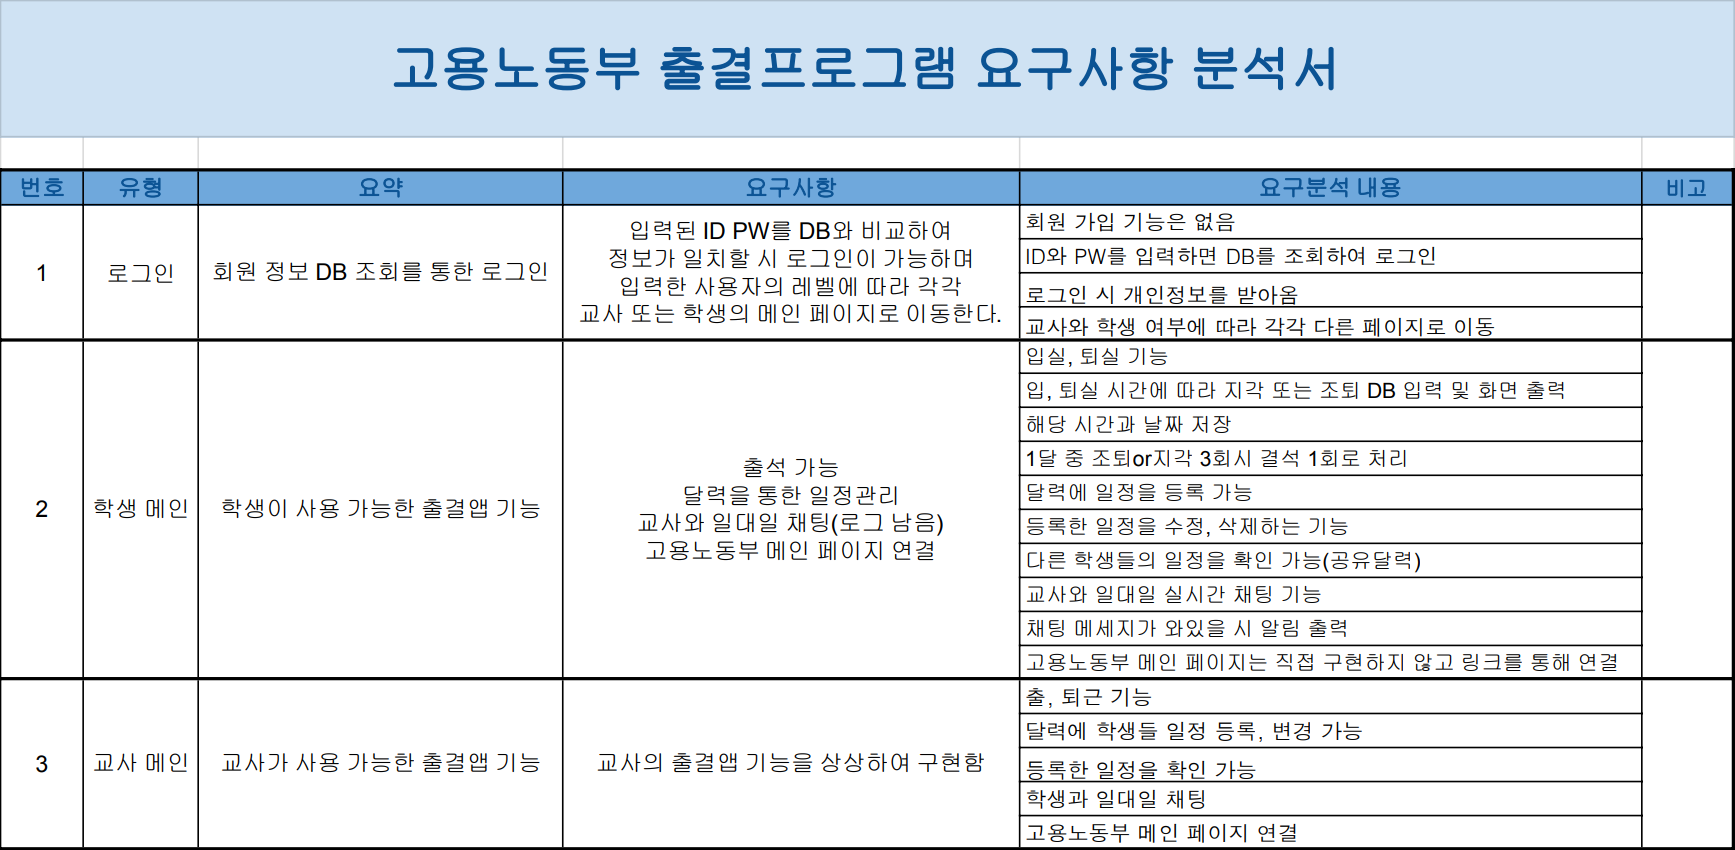 고용노동부 출결프로그램 요구사항 분석서
번호 유형 요약 요구사항 요구분석 내용 비고
1
로그인
회원 정보 DB 조회를 통한 로그인
입력된 ID PW를 DB와 비교하여
정보가 일치할 시 로그인이 가능하며
입력한 사용자의 레벨에 따라 각각
교사 또는 학생의 메인 페이지로 이동한다.
회원 가입 기능은 없음
ID와 PW를 입력하면 DB를 조회하여 로그인
로그인 시 개인정보를 받아옴
교사와 학생 여부에 따라 각각 다른 페이지로 이동
2
학생 메인
학생이 사용 가능한 출결앱 기능
출석 가능
달력을 통한 일정관리
교사와 일대일 채팅(로그 남음)
고용노동부 메인 페이지 연결
입실, 퇴실 기능
입, 퇴실 시간에 따라 지각 또는 조퇴 DB 입력 및 화면 출력
해당 시간과 날짜 저장
1달 중 조퇴or지각 3회시 결석 1회로 처리
달력에 일정을 등록 가능
등록한 일정을 수정, 삭제하는 기능
다른 학생들의 일정을 확인 가능(공유달력)
교사와 일대일 실시간 채팅 기능
채팅 메세지가 와있을 시 알림 출력
고용노동부 메인 페이지는 직접 구현하지 않고 링크를 통해 연결
3
교사 메인
교사가 사용 가능한 출결앱 기능
교사의 출결앱 기능을 상상하여 구현함
출, 퇴근 기능
달력에 학생들 일정 등록, 변경 가능
등록한 일정을 확인 가능
학생과 일대일 채팅
고용노동부 메인 페이지 연결